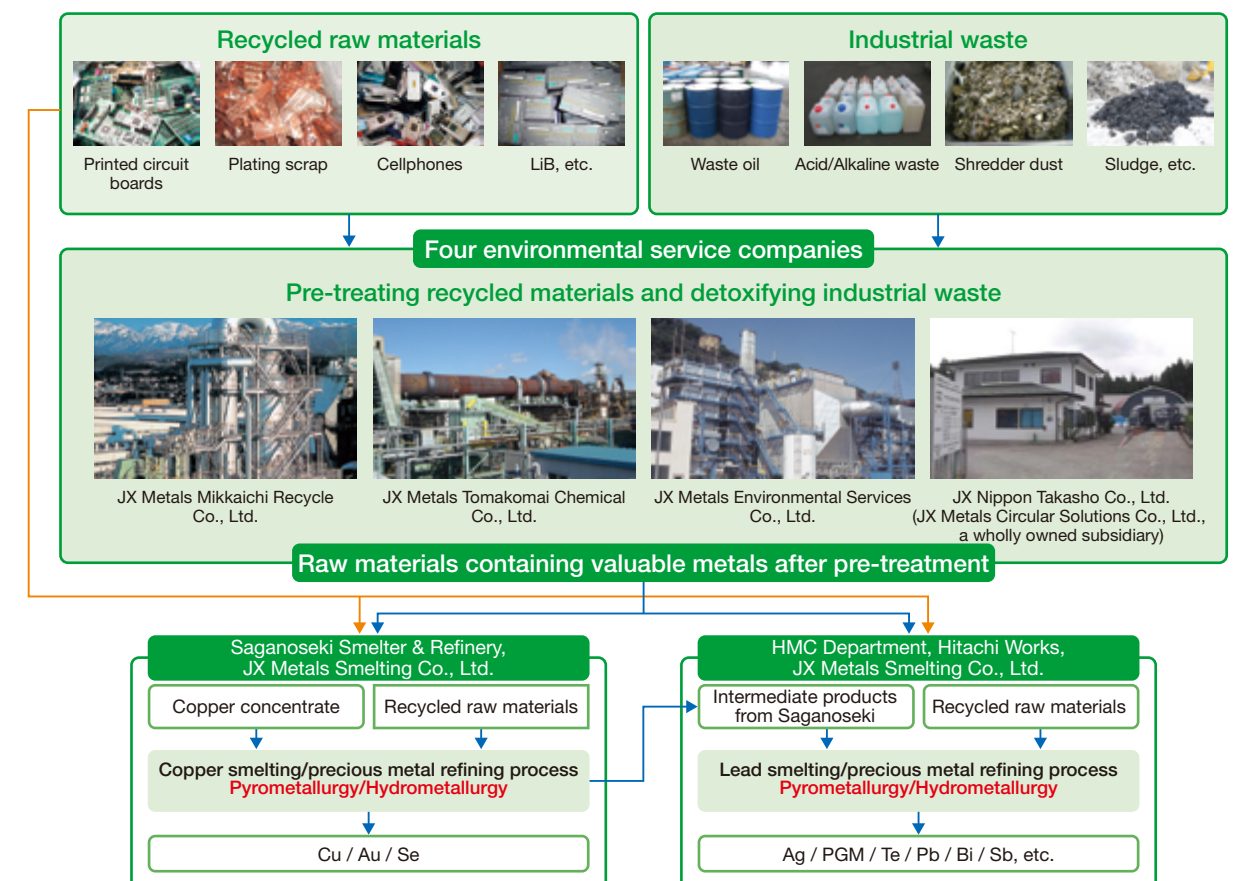 Recycled raw materials
Printed circuit
boards
Plating scrap
Cellphones
LiB, etc.
Industrial waste
Waste oil
Acid/Alkaline waste
Shredder dust
Sludge, etc.
Four environmental service companies
Pre-treating recycled materials and detoxifying industrial waste
JX Metals Mikkaichi Recycle
Co., Ltd.
JX Metals Tomakomai Chemical
Co., Ltd.
JX Metals Environmental Services
Co., Ltd.
JX Nippon Takasho Co., Ltd.
(JX Metals Circular Solutions Co., Ltd.,
a wholly owned subsidiary)
Raw materials containing valuable metals after pre-treatment
Saganoseki Smelter & Refinery,
JX Metals Smelting Co., Ltd.
Copper concentrate
Recycled raw materials
Copper smelting/precious metal refining process
Pyrometallurgy/Hydrometallurgy
Cu / Au / Se
HMC Department, Hitachi Works,
JX Metals Smelting Co., Ltd.
Intermediate products
from Saganoseki
Recycled raw materials
Lead smelting/precious metal refining process
Pyrometallurgy/Hydrometallurgy
Ag / PGM / Te / Pb / Bi / Sb, etc.